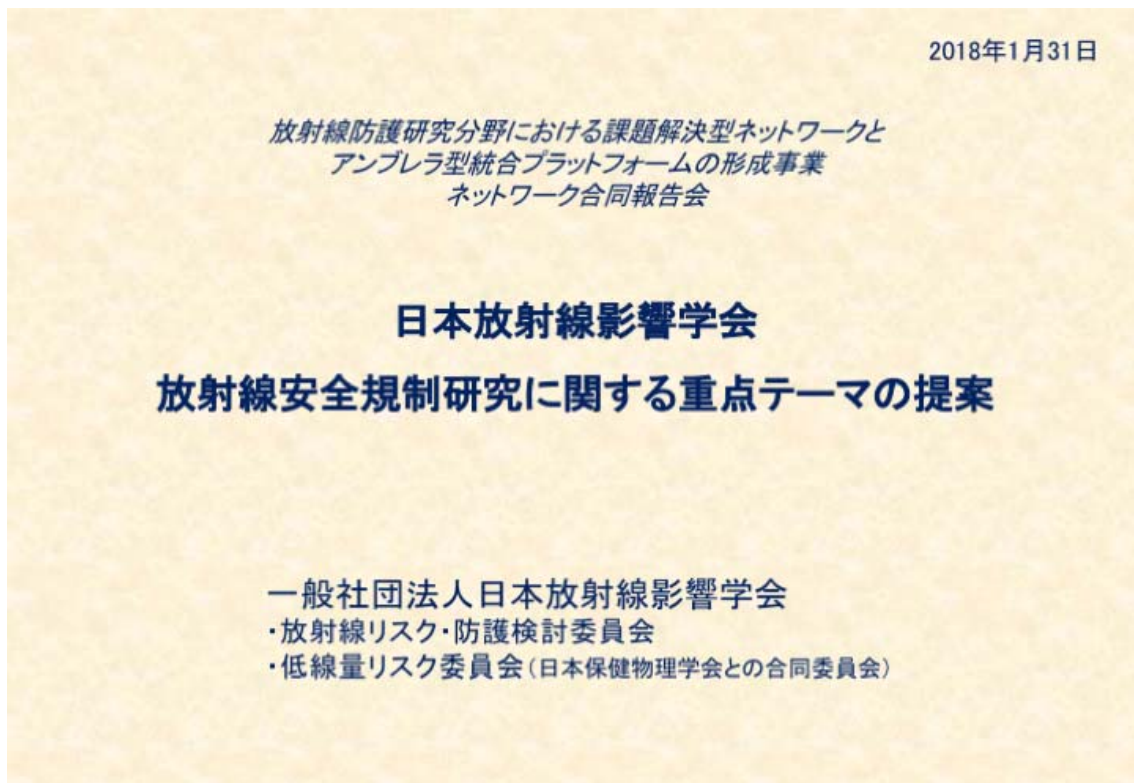 2018年1月31日
放射線防護研究分野における課題解決型ネットワークと
アンブレラ型統合プラットフォームの形成事業
ネットワーク合同報告会
日本放射線影響学会
放射線安全規制研究に関する重点テーマの提案
一般社団法人日本放射線影響学会
・放射線リスク・防護検討委員会
・低線量リスク委員会(日本保健物理学会との合同委員会)